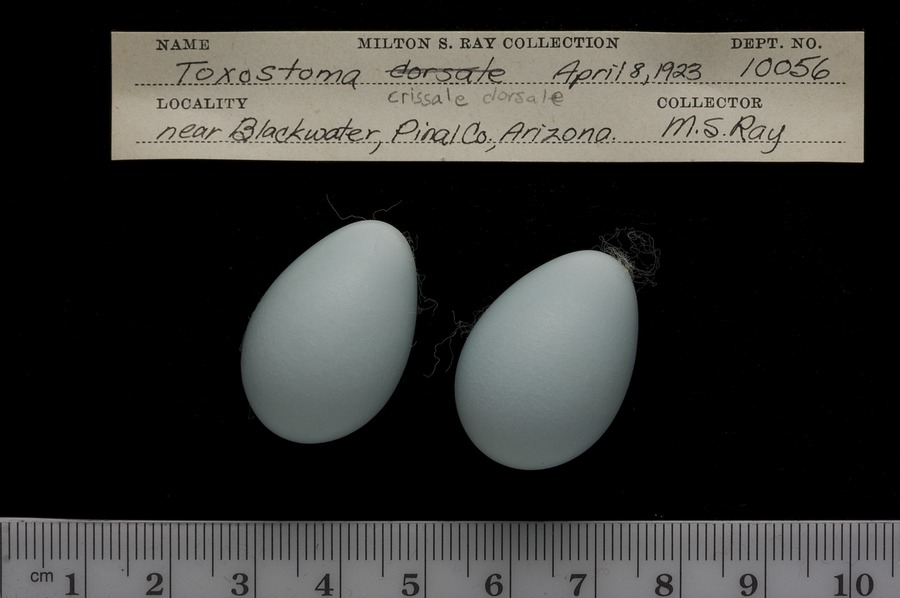 NAME MILTON S. RAY COLLECTION DEPT. NO.
Toxostoma dorsale April 8, 1923 10056
crissale dorsale
LOCALITY COLLECTOR
near Blackwater, Pinal Co., Arizona. M.S. Ray
cm 1 2 3 4 5 6 7 8 9 10